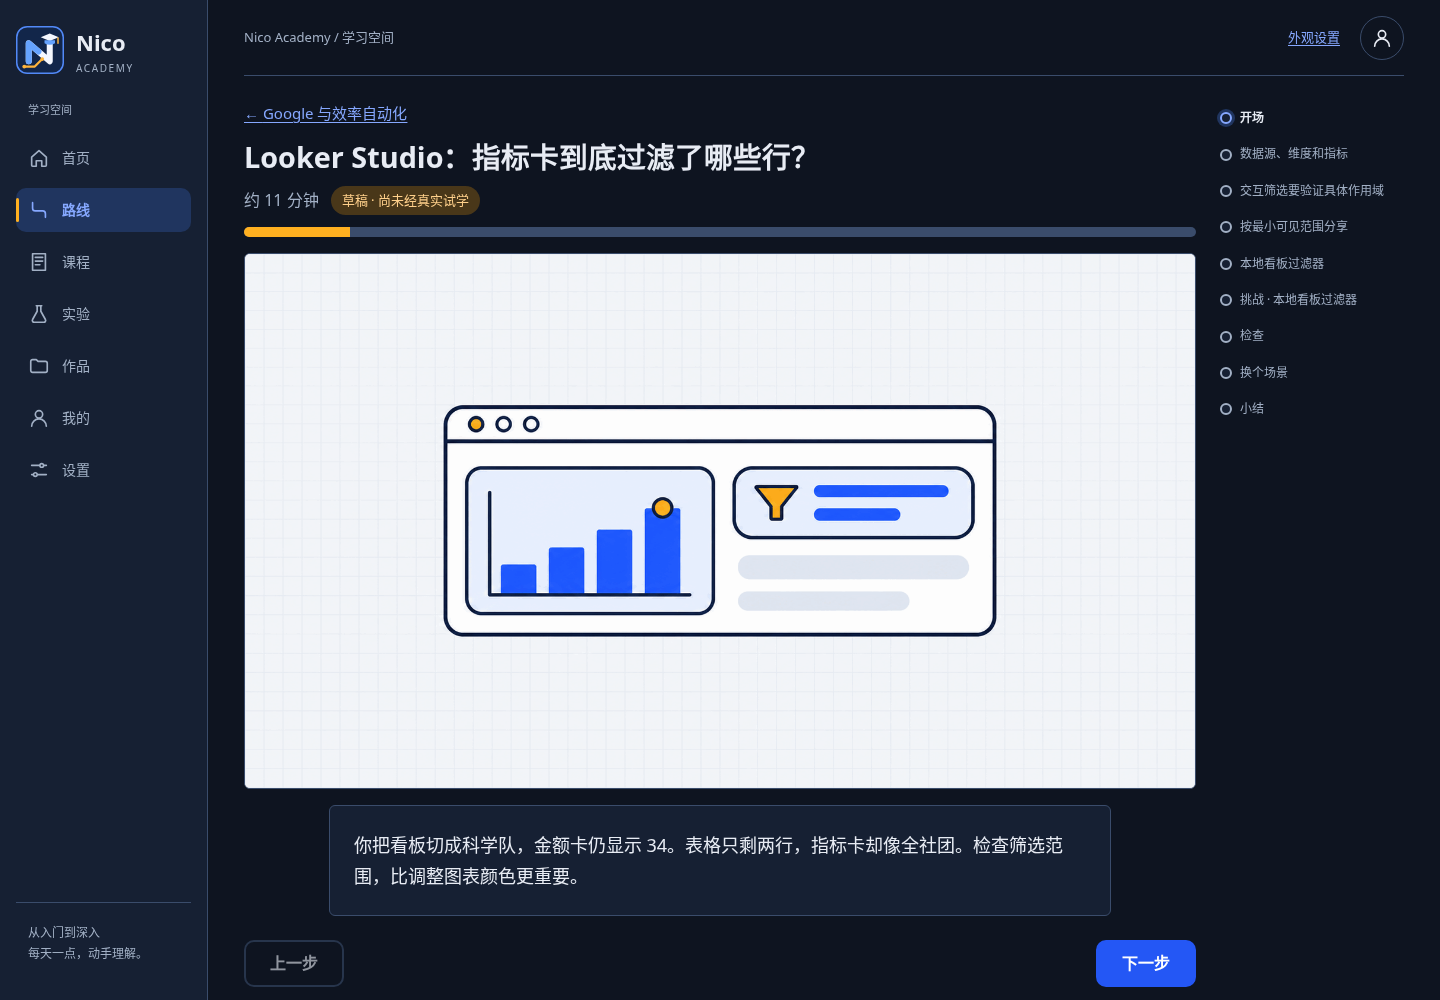 Nico
ACADEMY
学习空间
首页
路线
课程
实验
作品
我的
设置
从入门到深入
每天一点，动手理解。
Nico Academy / 学习空间
外观设置
← Google 与效率自动化
Looker Studio：指标卡到底过滤了哪些行？
约 11 分钟
草稿 · 尚未经真实试学
你把看板切成科学队，金额卡仍显示 34。表格只剩两行，指标卡却像全社团。检查筛选范
围，比调整图表颜色更重要。
上一步
下一步
开场
数据源、维度和指标
交互筛选要验证具体作用域
按最小可见范围分享
本地看板过滤器
挑战 · 本地看板过滤器
检查
换个场景
小结